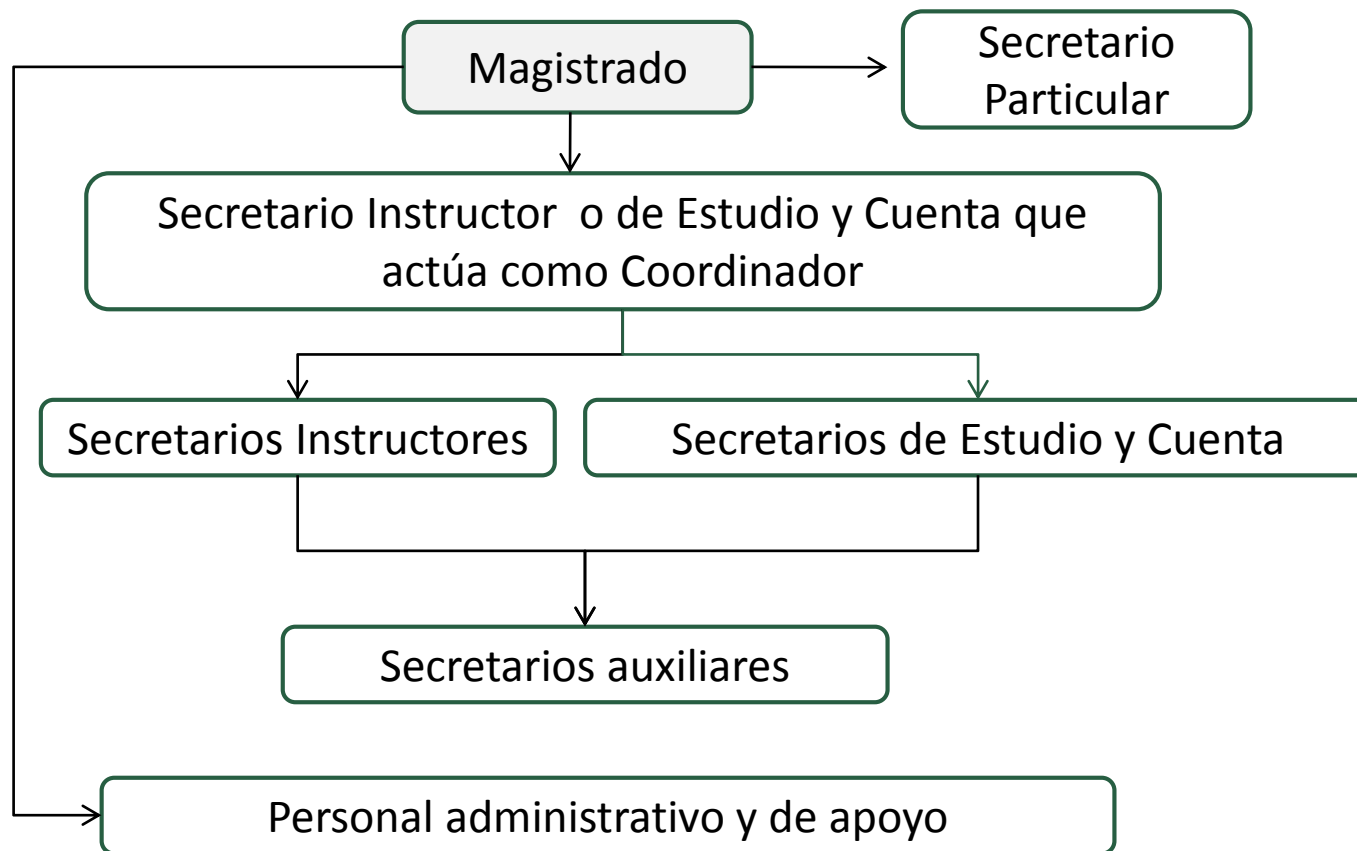 Magistrado
Secretario
Particular
Secretario Instructor  o de Estudio y Cuenta que
actúa como Coordinador
Secretarios Instructores
Secretarios de Estudio y Cuenta
Secretarios auxiliares
Personal administrativo y de apoyo